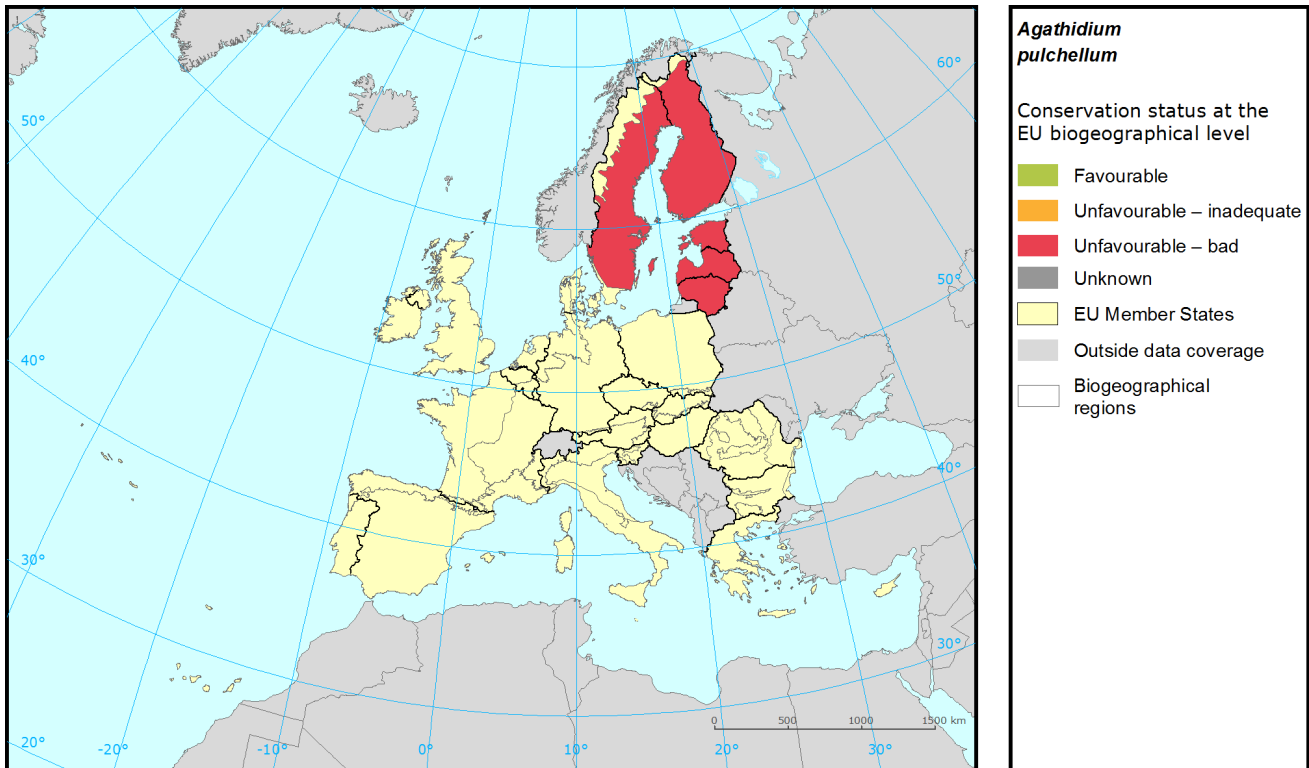 Agathidium
pulchellum
Conservation status at the
EU biogeographical level
Favourable
Unfavourable – inadequate
Unfavourable – bad
Unknown
EU Member States
Outside data coverage
Biogeographical
regions
60°
50°
50°
40°
40°
30°
30°
20°
-20°
-10°
0°
10°
20°
30°
0 500 1000 1500 km